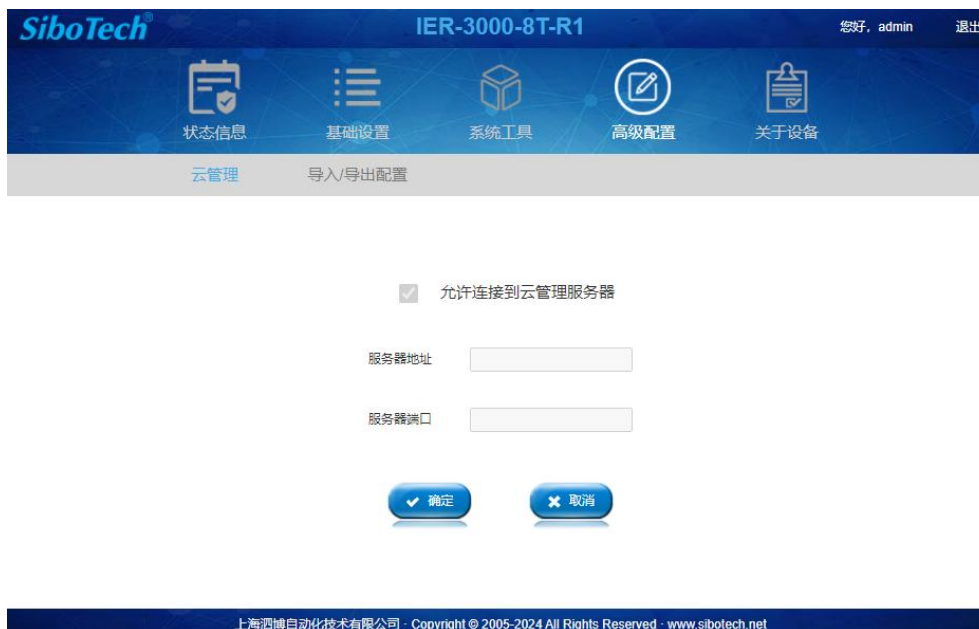 SiboTech®
IER-3000-8T-R1
您好，admin
退出
状态信息
基础设置
系统工具
高级配置
关于设备
云管理
导入/导出配置
允许连接到云管理服务器
服务器地址
服务器端口
确定
取消
上海泗博自动化技术有限公司 - Copyright © 2005-2024 All Rights Reserved - www.sibotech.net